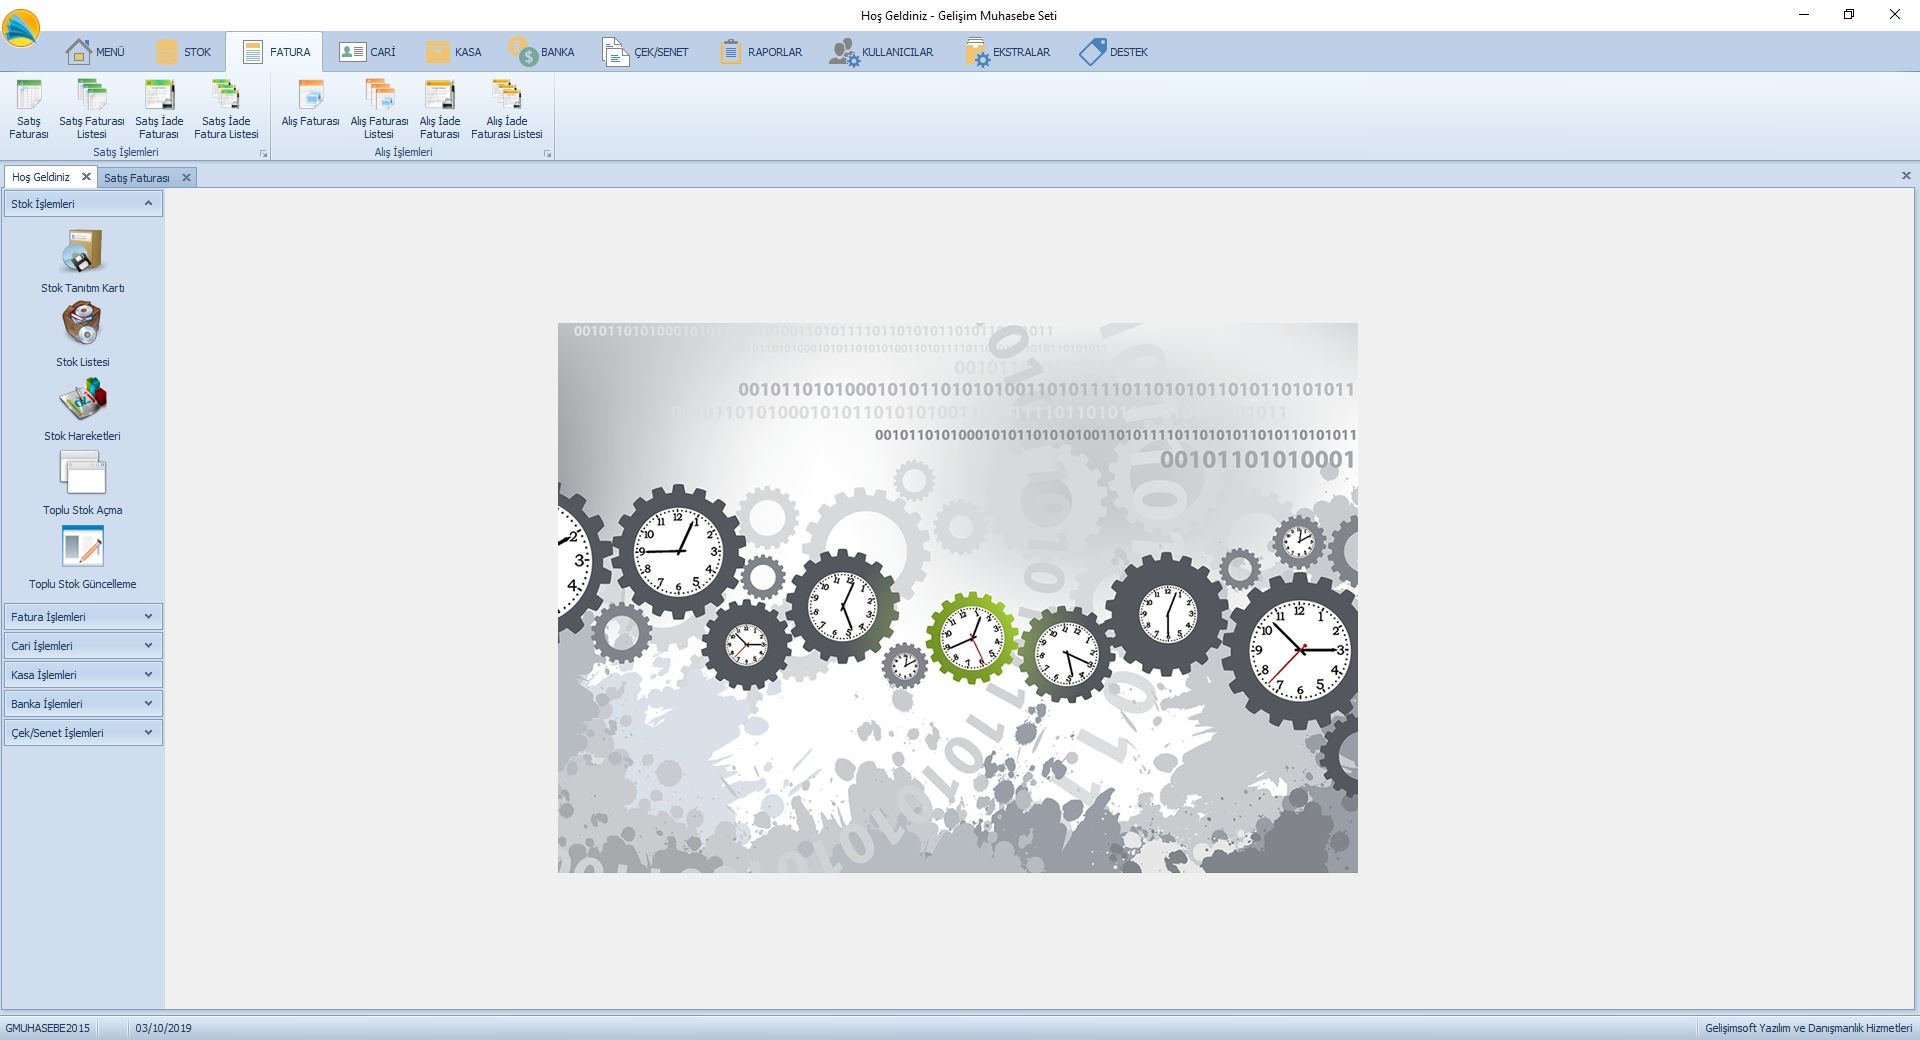 Hoş Geldiniz - Gelişim Muhasebe Seti
MENÜ STOK FATURA CARİ KASA BANKA ÇEK/SENET RAPORLAR KULLANICILAR EKSTRALAR DESTEK
Satış Faturası
Satış Faturası Listesi
Satış İade Faturası
Satış İade Fatura Listesi
Satış İşlemleri
Alış Faturası
Alış Faturası Listesi
Alış İade Faturası
Alış İade Faturası Listesi
Alış İşlemleri
Hoş Geldiniz
Satış Faturası
Stok İşlemleri
Stok Tanıtım Kartı
Stok Listesi
Stok Hareketleri
Toplu Stok Açma
Toplu Stok Güncelleme
Fatura İşlemleri
Cari İşlemleri
Kasa İşlemleri
Banka İşlemleri
Çek/Senet İşlemleri
00101101010001
GMUHASEBE2015
03/10/2019
Gelişimsoft Yazılım ve Danışmanlık Hizmetleri